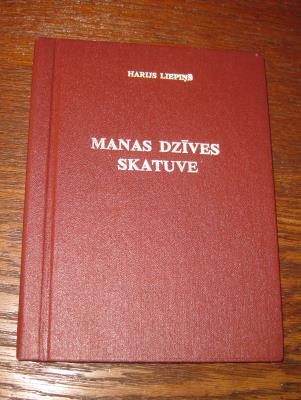 HARIJS LIEPIŅŠ
MANAS DZĪVES
SKATUVE